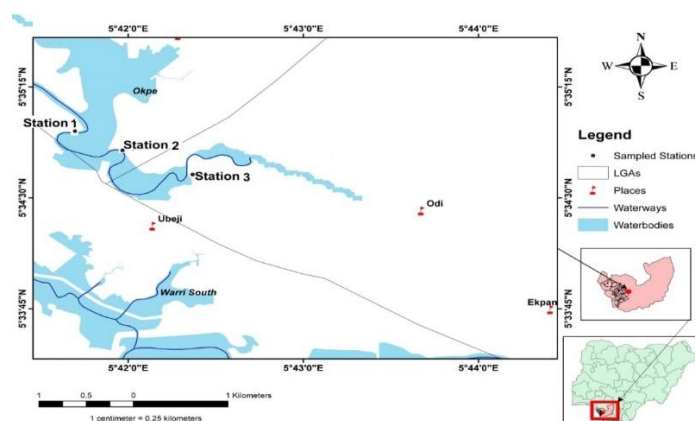 5°42'0"E
5°43'0"E
5°44'0"E
5°35'15"N
5°35'15"N
Okpe
Station 1
Station 2
Station 3
5°34'30"N
5°34'30"N
Odi
Ubeji
Warri South
5°33'45"N
5°33'45"N
Ekpan
5°42'0"E
5°43'0"E
5°44'0"E
1
0.5
0
1 Kilometers
1 centimeter = 0.25 kilometers
N
W
E
S
Legend
Sampled Stations
LGAs
Places
Waterways
Waterbodies